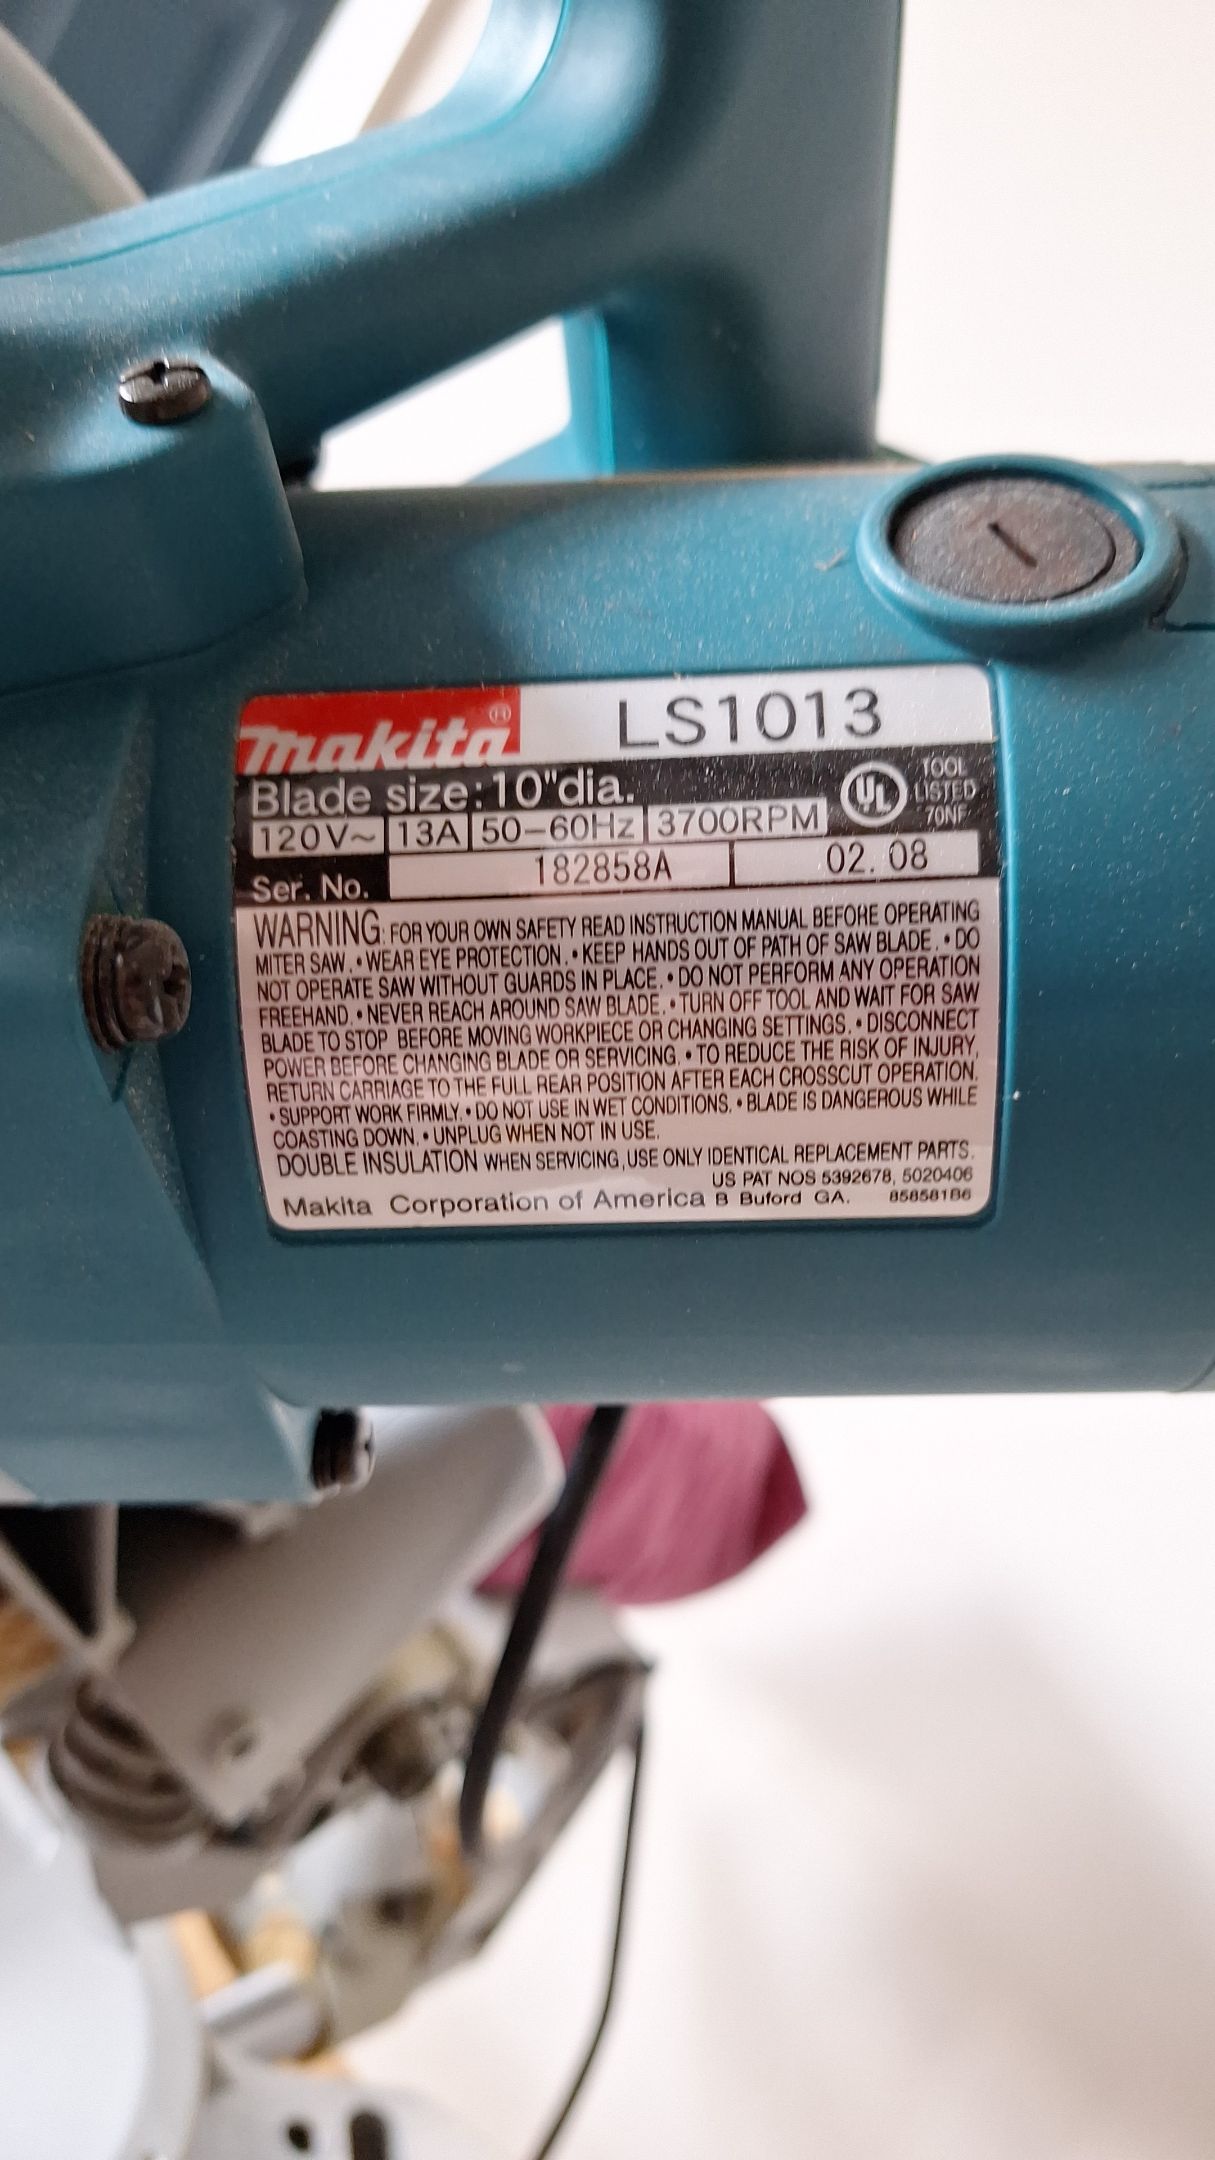 Makita® LS1013
Blade size: 10"dia.
UL TOOL LISTED 70NF
120V~ 13A 50-60Hz 3700RPM
Ser. No. 182858A 02. 08
WARNING: FOR YOUR OWN SAFETY READ INSTRUCTION MANUAL BEFORE OPERATING
MITER SAW. • WEAR EYE PROTECTION. • KEEP HANDS OUT OF PATH OF SAW BLADE. • DO
NOT OPERATE SAW WITHOUT GUARDS IN PLACE. • DO NOT PERFORM ANY OPERATION
FREEHAND. • NEVER REACH AROUND SAW BLADE. • TURN OFF TOOL AND WAIT FOR SAW
BLADE TO STOP BEFORE MOVING WORKPIECE OR CHANGING SETTINGS. • DISCONNECT
POWER BEFORE CHANGING BLADE OR SERVICING. • TO REDUCE THE RISK OF INJURY,
RETURN CARRIAGE TO THE FULL REAR POSITION AFTER EACH CROSSCUT OPERATION.
• SUPPORT WORK FIRMLY. • DO NOT USE IN WET CONDITIONS. • BLADE IS DANGEROUS WHILE
COASTING DOWN. • UNPLUG WHEN NOT IN USE.
DOUBLE INSULATION WHEN SERVICING, USE ONLY IDENTICAL REPLACEMENT PARTS.
US PAT NOS 5392678, 5020406
Makita Corporation of America B Buford GA. 858581B6